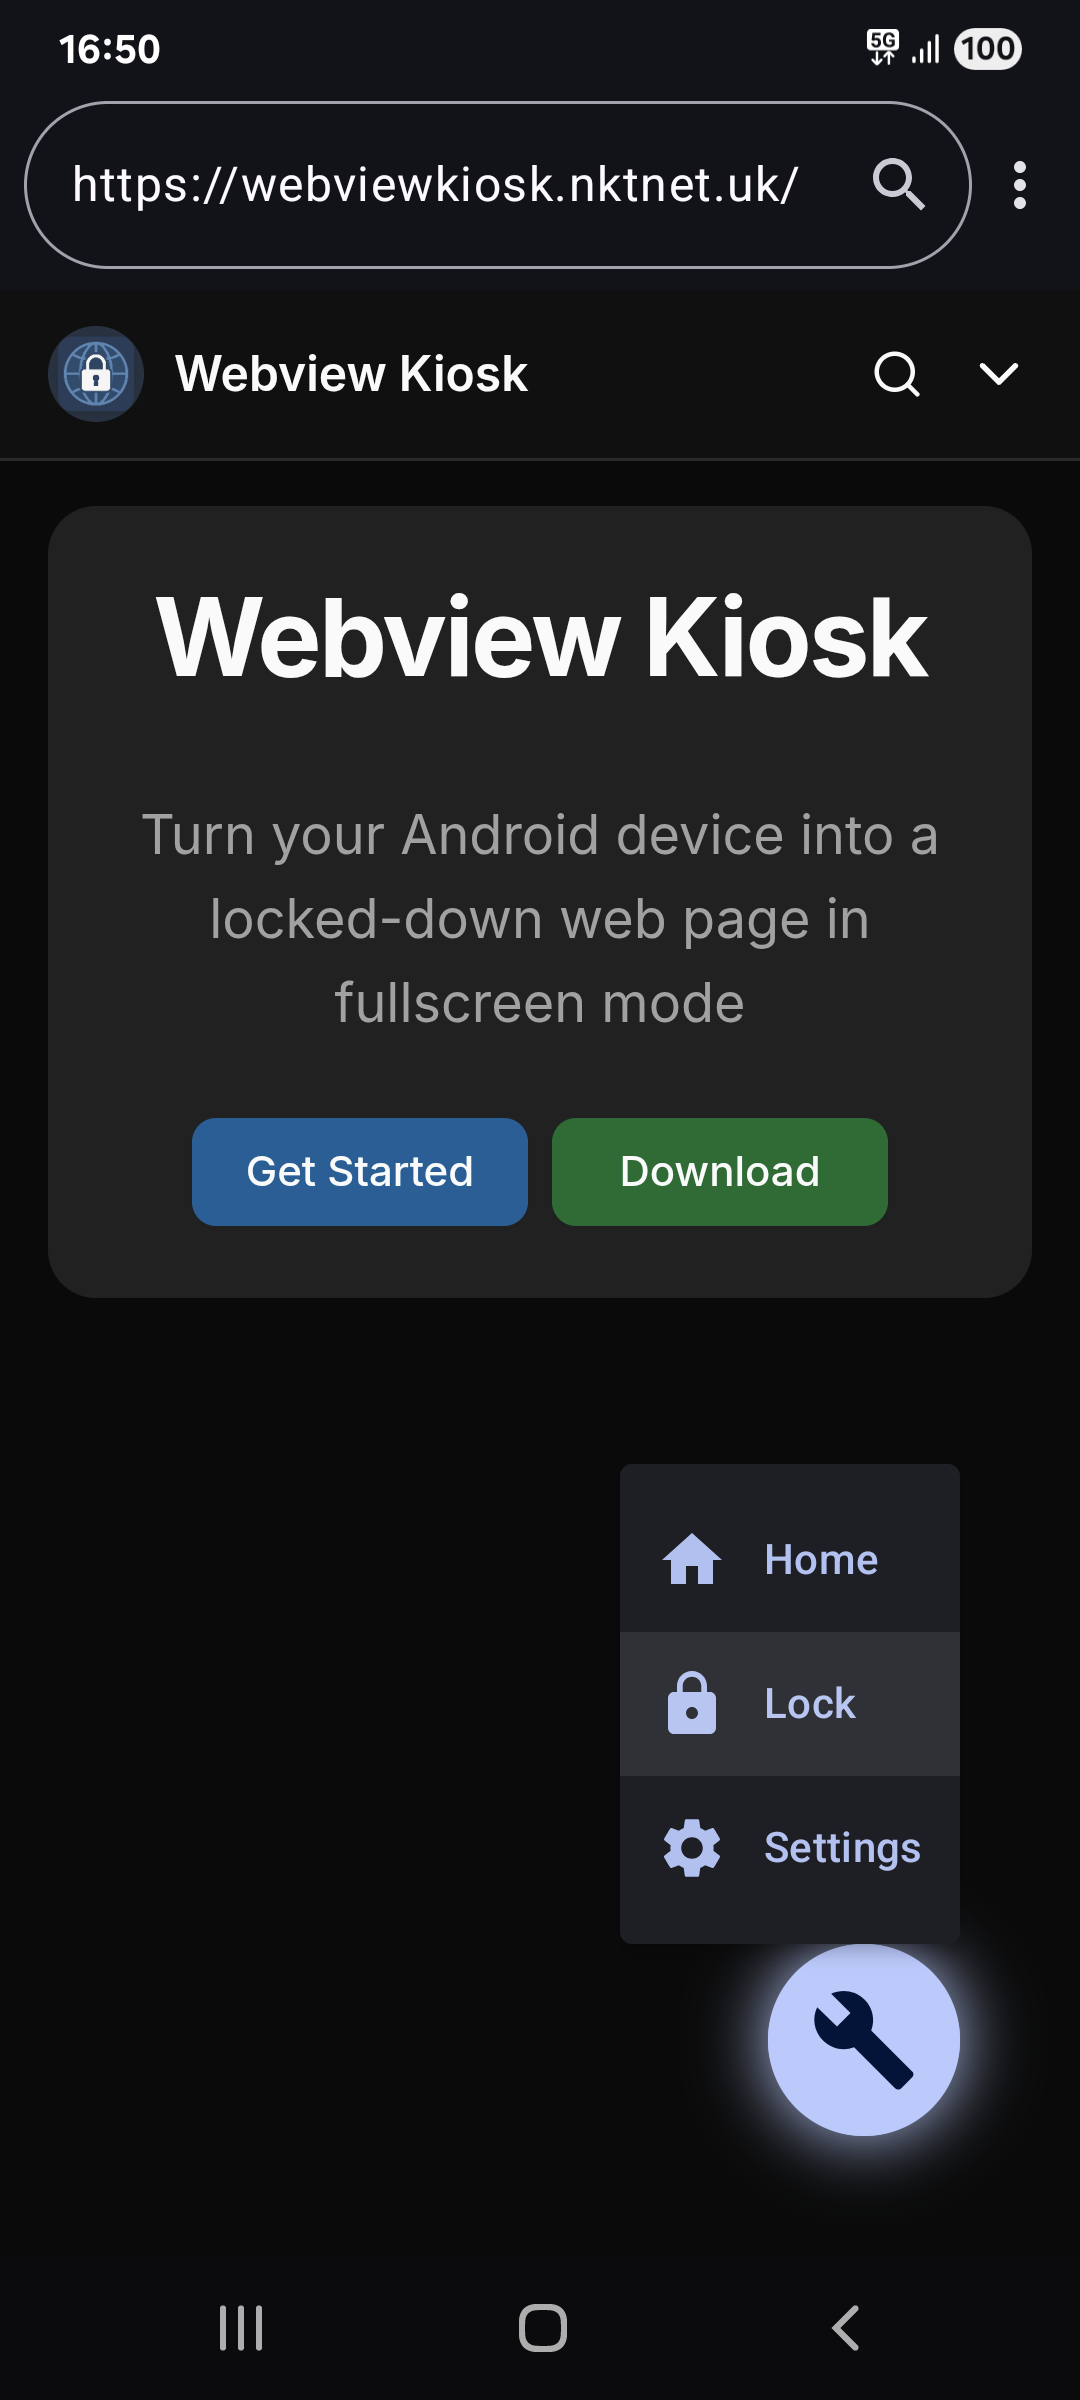 16:50
5G
100
https://webviewkiosk.nktnet.uk/
Webview Kiosk
Webview Kiosk
Turn your Android device into a
locked-down web page in
fullscreen mode
Get Started
Download
Home
Lock
Settings